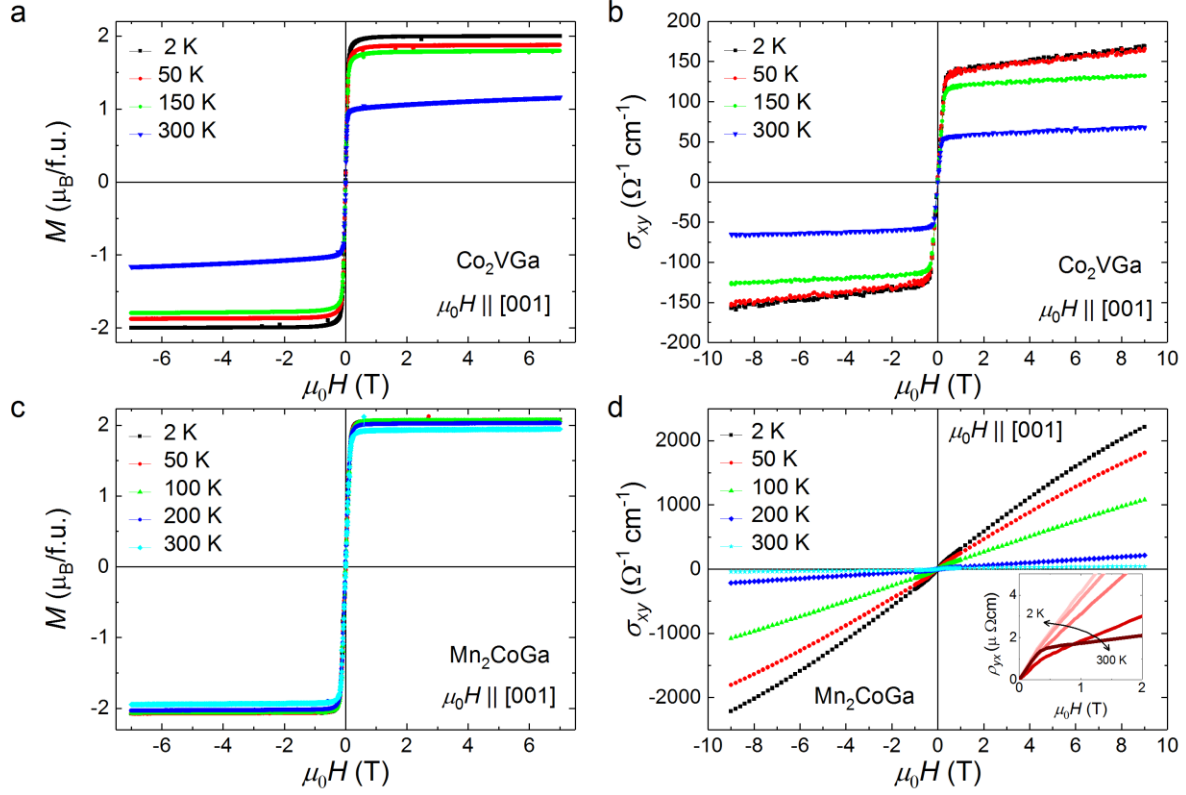 a
2
1
0
-1
-2
M (μB/f.u.)
2 K
50 K
150 K
300 K
Co2VGa
μ0H || [001]
-6 -4 -2 0 2 4 6
μ0H (T)
b
200
150
100
50
0
-50
-100
-150
-200
σxy (Ω-1 cm-1)
2 K
50 K
150 K
300 K
Co2VGa
μ0H || [001]
-10 -8 -6 -4 -2 0 2 4 6 8 10
μ0H (T)
c
2
1
0
-1
-2
M (μB/f.u.)
2 K
50 K
100 K
200 K
300 K
Mn2CoGa
μ0H || [001]
-6 -4 -2 0 2 4 6
μ0H (T)
d
2000
1000
0
-1000
-2000
σxy (Ω-1 cm-1)
2 K
50 K
100 K
200 K
300 K
μ0H || [001]
Mn2CoGa
4
2
0
ρyx (μ Ωcm)
2 K
300 K
0 1 2
μ0H (T)
-10 -8 -6 -4 -2 0 2 4 6 8 10
μ0H (T)